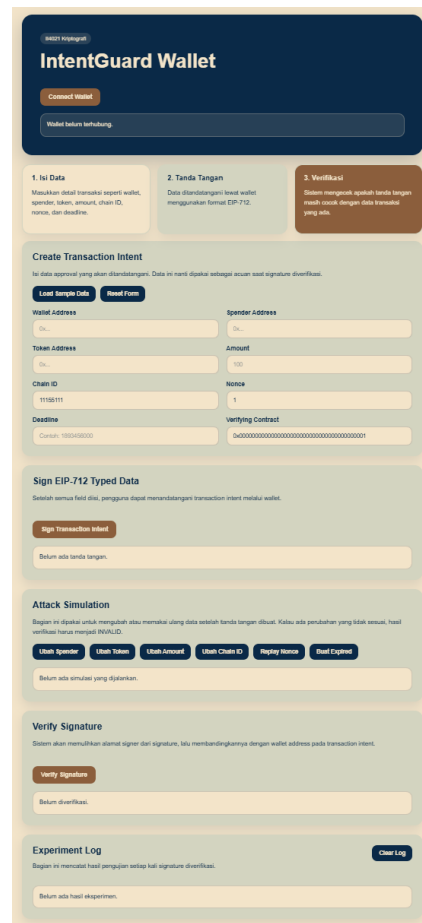 84021 Kriptografi
IntentGuard Wallet
Connect Wallet
Wallet belum terhubung.
1. Isi Data
Masukkan detail transaksi seperti wallet,
spender, token, amount, chain ID,
nonce, dan deadline.
2. Tanda Tangan
Data ditandatangani lewat wallet
menggunakan format EIP-712.
3. Verifikasi
Sistem mengecek apakah tanda tangan
masih cocok dengan data transaksi
yang ada.
Create Transaction Intent
Isi data approval yang akan ditandatangani. Data ini nanti dipakai sebagai acuan saat signature diverifikasi.
Load Sample Data Reset Form
Wallet Address Spender Address
0x... 0x...
Token Address Amount
0x... 100
Chain ID Nonce
11155111 1
Deadline Verifying Contract
Contoh: 1893456000 0x0000000000000000000000000000000000000001
Sign EIP-712 Typed Data
Setelah semua field diisi, pengguna dapat menandatangani transaction intent melalui wallet.
Sign Transaction Intent
Belum ada tanda tangan.
Attack Simulation
Bagian ini dipakai untuk mengubah atau memakai ulang data setelah tanda tangan dibuat. Kalau ada perubahan yang tidak sesuai, hasil
verifikasi harus menjadi INVALID.
Ubah Spender Ubah Token Ubah Amount Ubah Chain ID Replay Nonce Buat Expired
Belum ada simulasi yang dijalankan.
Verify Signature
Sistem akan memulihkan alamat signer dari signature, lalu membandingkannya dengan wallet address pada transaction intent.
Verify Signature
Belum diverifikasi.
Experiment Log
Clear Log
Bagian ini mencatat hasil pengujian setiap kali signature diverifikasi.
Belum ada hasil eksperimen.